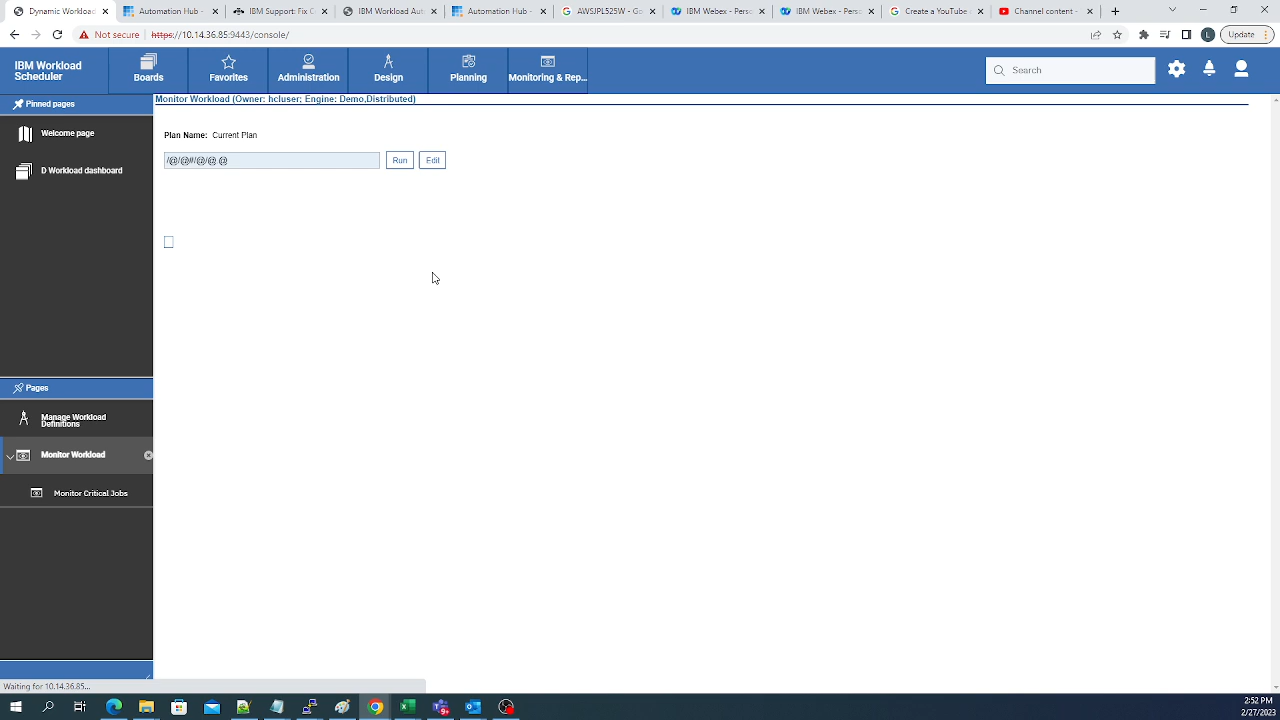 Dynamic Workload
Automation Hub -
IBM Support: Fix C
IBM Workload Aut
Automation Hub -
AWSJPL525W - Go
IBM Webex - Perso
IBM Webex - Perso
Create a YouTube
Channel content -
Not secure
https://10.14.36.85:9443/console/
L
Update
IBM Workload
Scheduler
Boards
Favorites
Administration
Design
Planning
Monitoring & Rep...
Search
Pinned pages
Welcome page
D Workload dashboard
Pages
Manage Workload
Definitions
Monitor Workload
Monitor Critical Jobs
Monitor Workload (Owner: hcluser; Engine: Demo,Distributed)
Plan Name: Current Plan
/@/@#/@/@.@
Run
Edit
Waiting for 10.14.36.85...
2:52 PM
2/27/2023